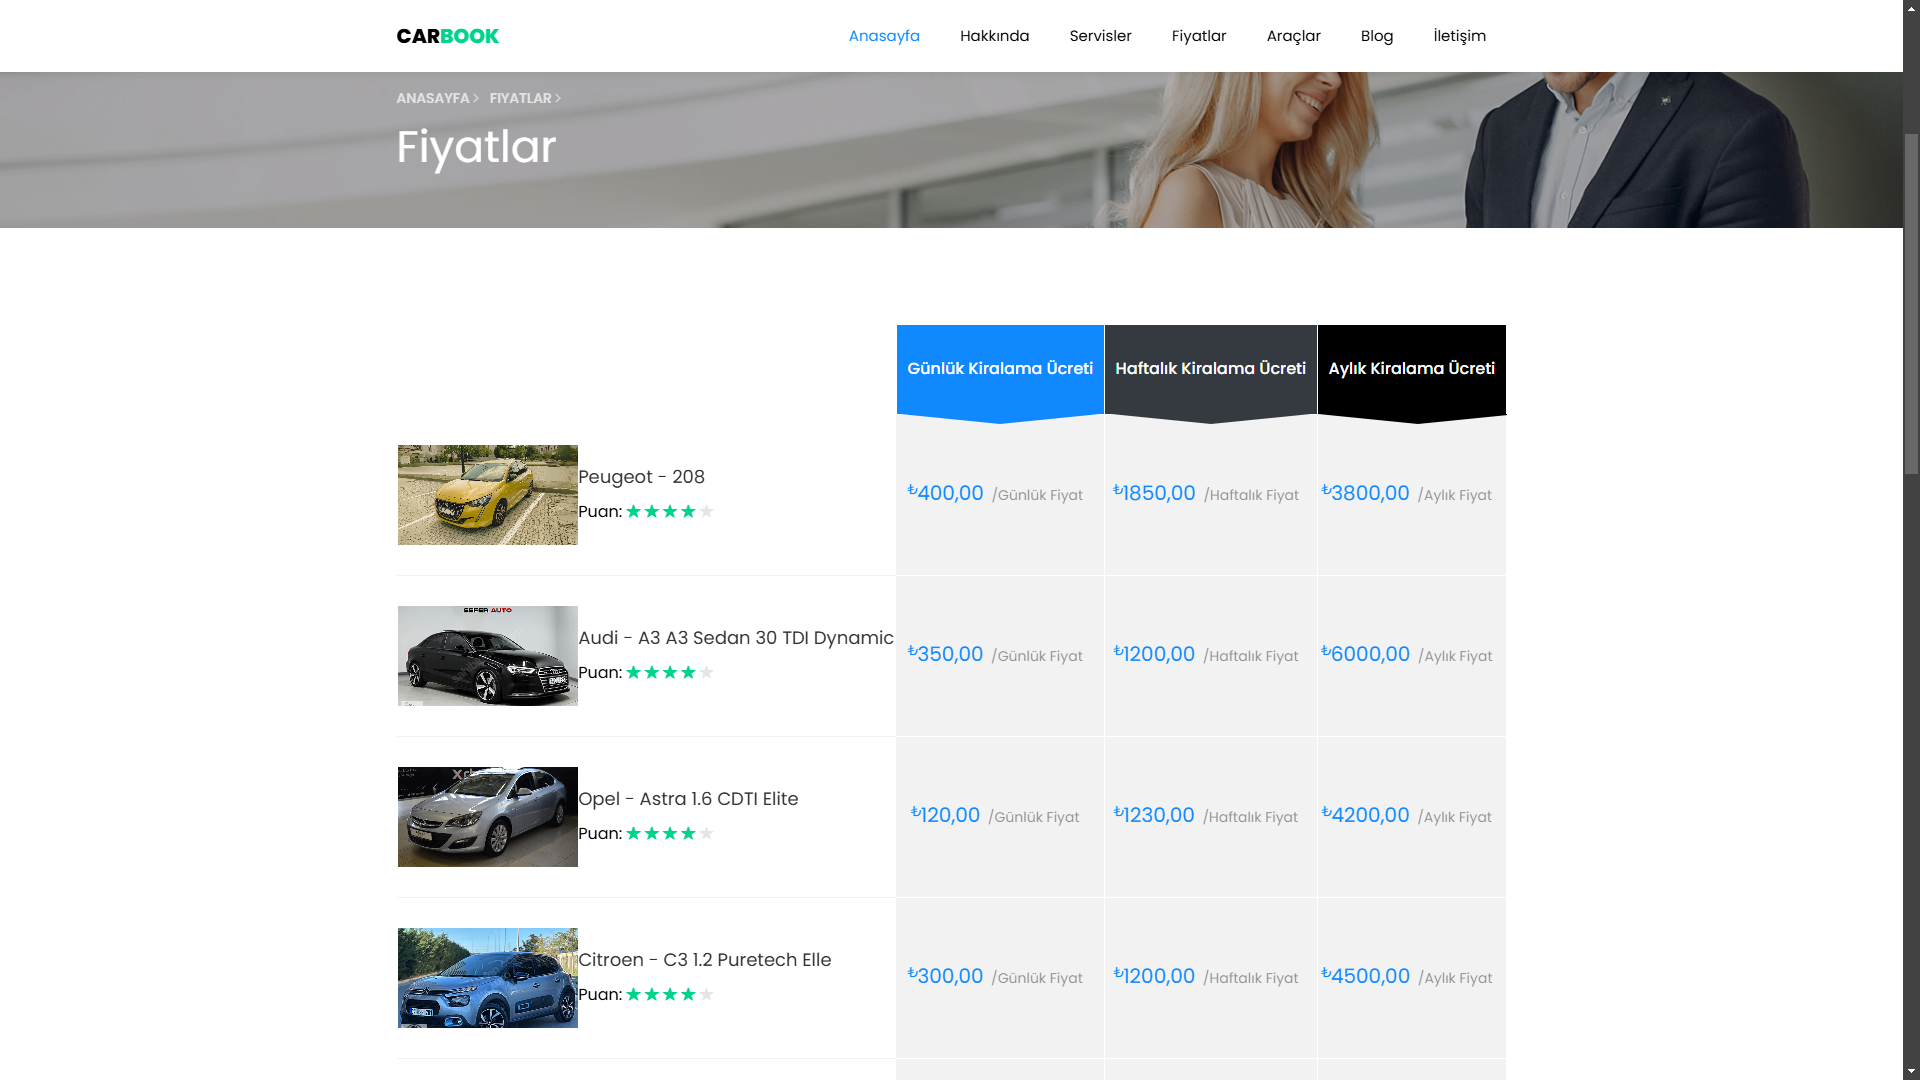 CARBOOK
Anasayfa Hakkında Servisler Fiyatlar Araçlar Blog İletişim
ANASAYFA > FIYATLAR >
Fiyatlar
Günlük Kiralama Ücreti Haftalık Kiralama Ücreti Aylık Kiralama Ücreti
Peugeot - 208
Puan:
₺400,00 /Günlük Fiyat ₺1850,00 /Haftalık Fiyat ₺3800,00 /Aylık Fiyat
SEFER AUTO
Audi - A3 A3 Sedan 30 TDI Dynamic
Puan:
₺350,00 /Günlük Fiyat ₺1200,00 /Haftalık Fiyat ₺6000,00 /Aylık Fiyat
Opel - Astra 1.6 CDTI Elite
Puan:
₺120,00 /Günlük Fiyat ₺1230,00 /Haftalık Fiyat ₺4200,00 /Aylık Fiyat
Citroen - C3 1.2 Puretech Elle
Puan:
₺300,00 /Günlük Fiyat ₺1200,00 /Haftalık Fiyat ₺4500,00 /Aylık Fiyat